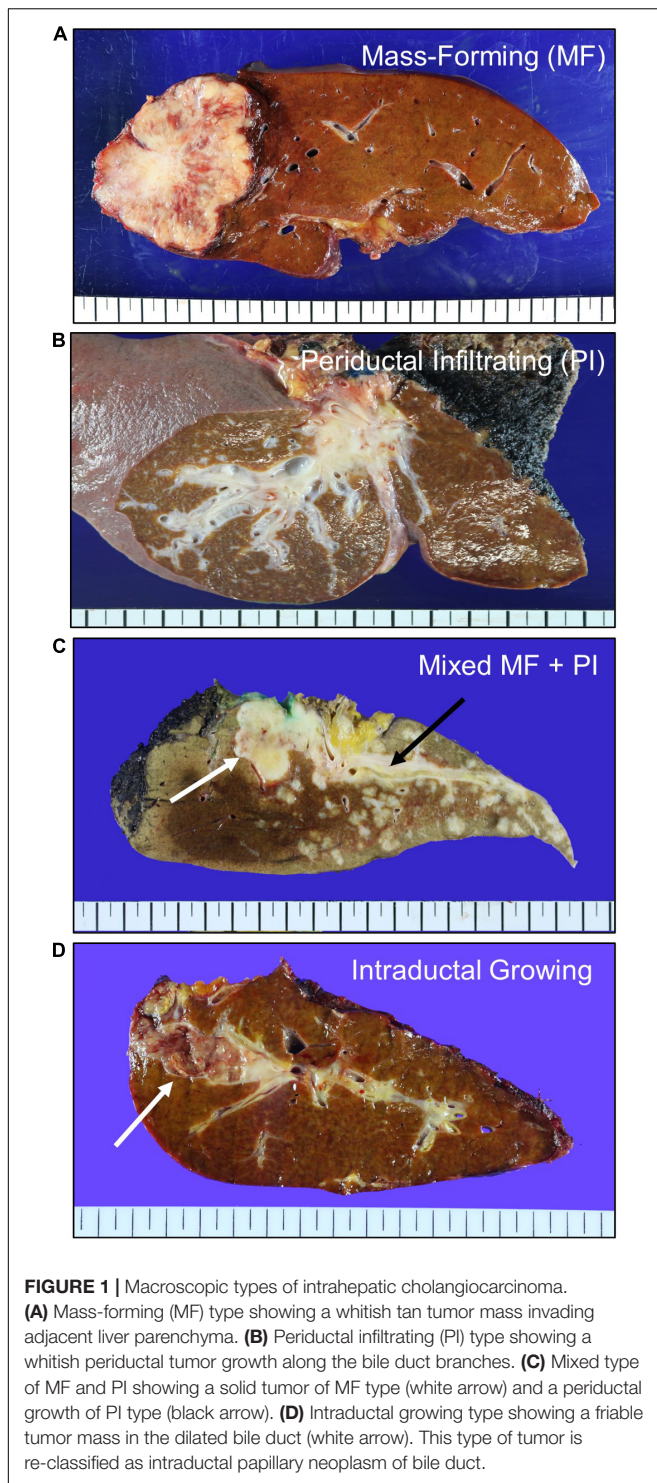 A
Mass-Forming (MF)
B
Periductal Infiltrating (PI)
C
Mixed MF + PI
D
Intraductal Growing
FIGURE 1 | Macroscopic types of intrahepatic cholangiocarcinoma.
(A) Mass-forming (MF) type showing a whitish tan tumor mass invading
adjacent liver parenchyma. (B) Periductal infiltrating (PI) type showing a
whitish periductal tumor growth along the bile duct branches. (C) Mixed type
of MF and PI showing a solid tumor of MF type (white arrow) and a periductal
growth of PI type (black arrow). (D) Intraductal growing type showing a friable
tumor mass in the dilated bile duct (white arrow). This type of tumor is
re-classified as intraductal papillary neoplasm of bile duct.